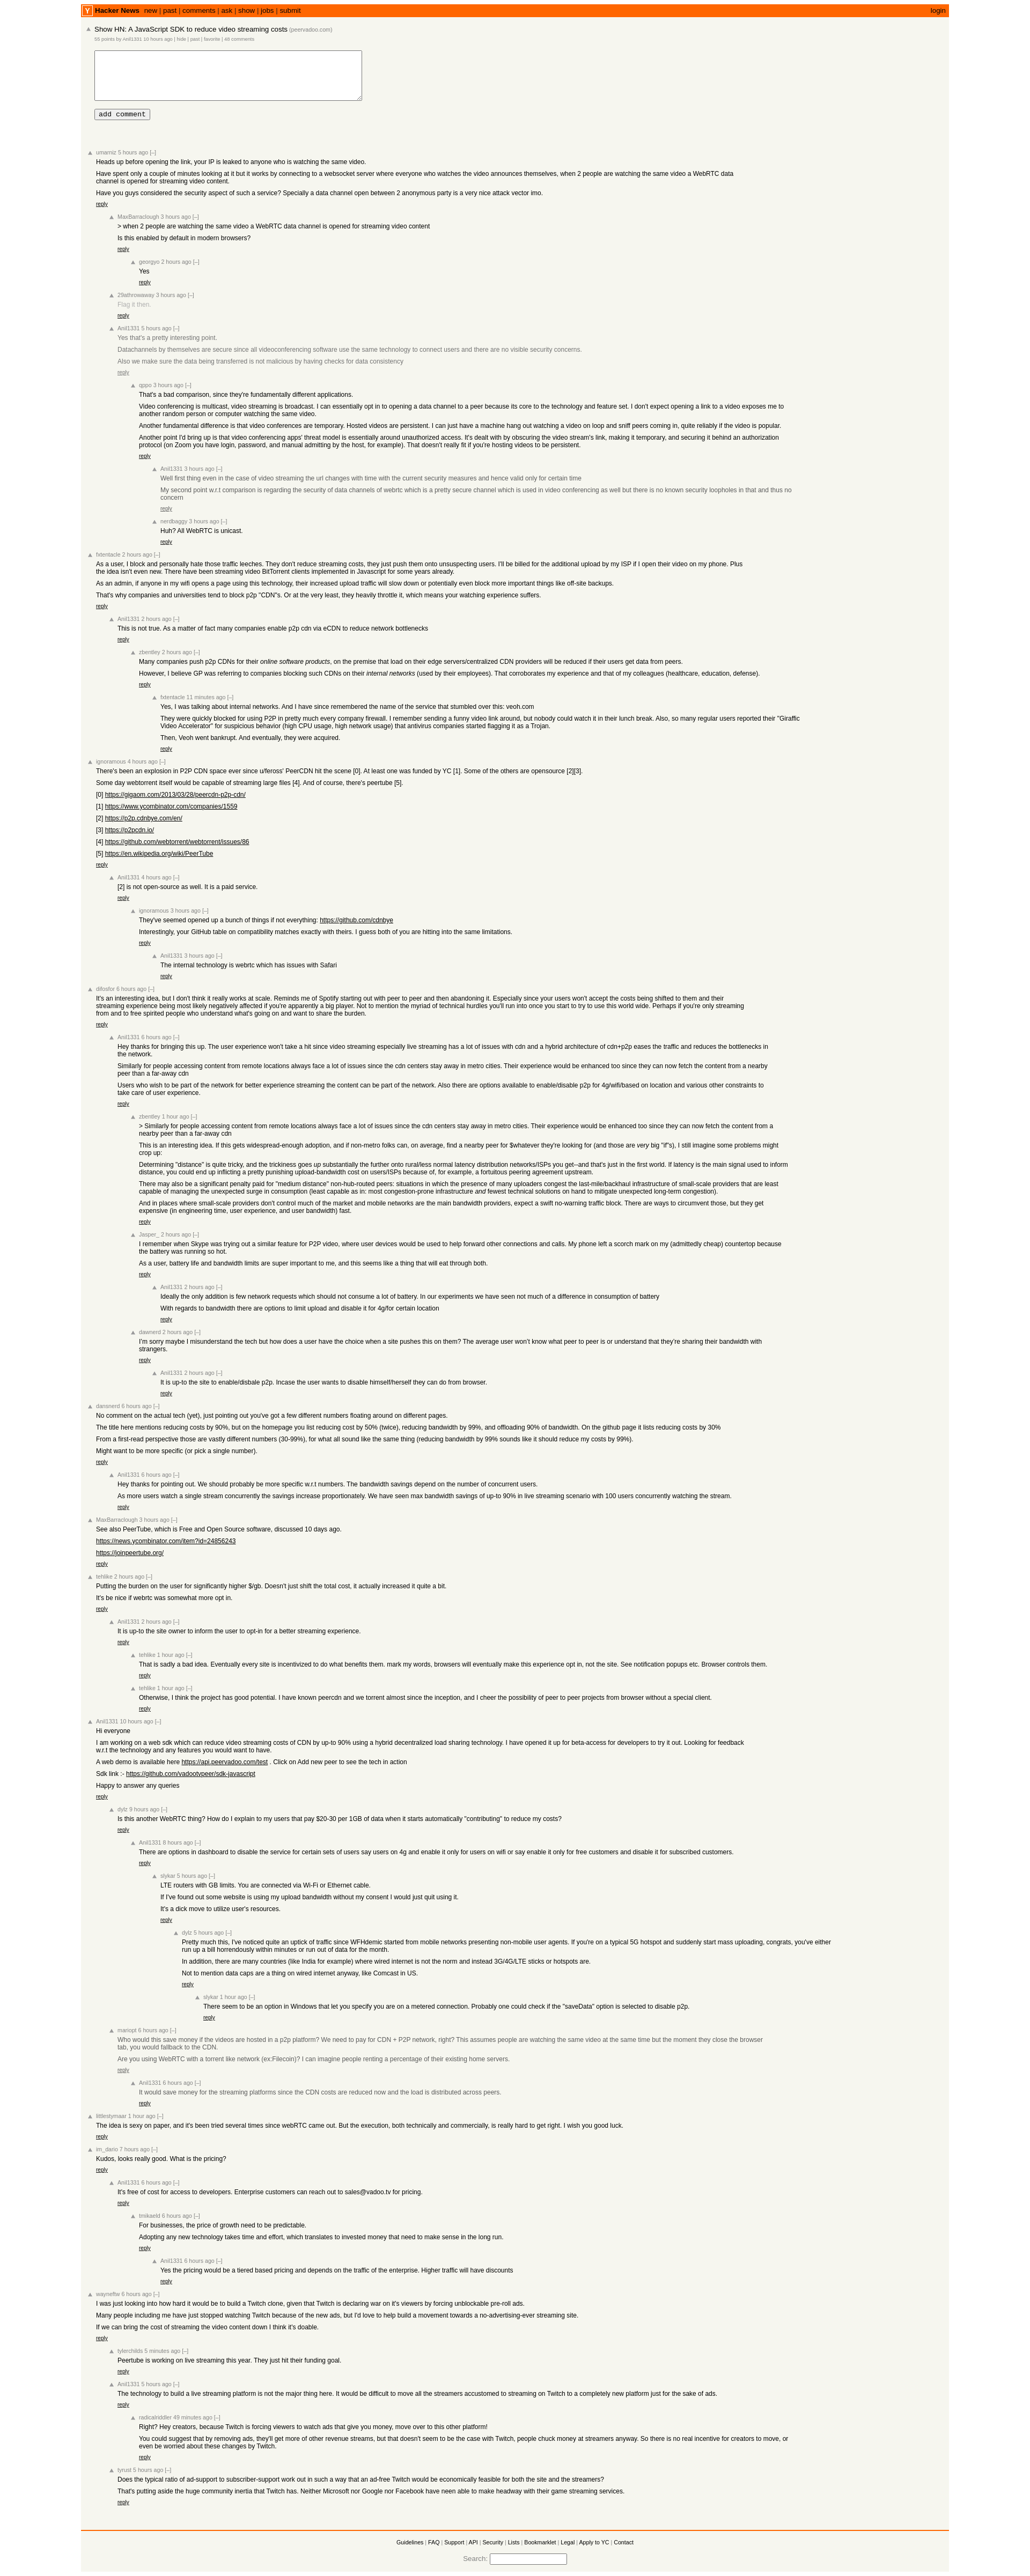 Y Hacker News new | past | comments | ask | show | jobs | submit login
Show HN: A JavaScript SDK to reduce video streaming costs (peervadoo.com)
55 points by Anil1331 10 hours ago | hide | past | favorite | 46 comments
add comment
umarniz 5 hours ago [–]
Heads up before opening the link, your IP is leaked to anyone who is watching the same video.
Have spent only a couple of minutes looking at it but it works by connecting to a websocket server where everyone who watches the video announces themselves, when 2 people are watching the same video a WebRTC data
channel is opened for streaming video content.
Have you guys considered the security aspect of such a service? Specially a data channel open between 2 anonymous party is a very nice attack vector imo.
reply
MaxBarraclough 3 hours ago [–]
> when 2 people are watching the same video a WebRTC data channel is opened for streaming video content
Is this enabled by default in modern browsers?
reply
georgyo 2 hours ago [–]
Yes
reply
29athrowaway 3 hours ago [–]
Flag it then.
reply
Anil1331 5 hours ago [–]
Yes that's a pretty interesting point.
Datachannels by themselves are secure since all videoconferencing software use the same technology to connect users and there are no visible security concerns.
Also we make sure the data being transferred is not malicious by having checks for data consistency
reply
qppo 3 hours ago [–]
That's a bad comparison, since they're fundamentally different applications.
Video conferencing is multicast, video streaming is broadcast. I can essentially opt in to opening a data channel to a peer because its core to the technology and feature set. I don't expect opening a link to a video exposes me to
another random person or computer watching the same video.
Another fundamental difference is that video conferences are temporary. Hosted videos are persistent. I can just have a machine hang out watching a video on loop and sniff peers coming in, quite reliably if the video is popular.
Another point I'd bring up is that video conferencing apps' threat model is essentially around unauthorized access. It's dealt with by obscuring the video stream's link, making it temporary, and securing it behind an authorization
protocol (on Zoom you have login, password, and manual admitting by the host, for example). That doesn't really fit if you're hosting videos to be persistent.
reply
Anil1331 3 hours ago [–]
Well first thing even in the case of video streaming the url changes with time with the current security measures and hence valid only for certain time
My second point w.r.t comparison is regarding the security of data channels of webrtc which is a pretty secure channel which is used in video conferencing as well but there is no known security loopholes in that and thus no
concern
reply
nerdbaggy 3 hours ago [–]
Huh? All WebRTC is unicast.
reply
fxtentacle 2 hours ago [–]
As a user, I block and personally hate those traffic leeches. They don't reduce streaming costs, they just push them onto unsuspecting users. I'll be billed for the additional upload by my ISP if I open their video on my phone. Plus
the idea isn't even new. There have been streaming video BitTorrent clients implemented in Javascript for some years already.
As an admin, if anyone in my wifi opens a page using this technology, their increased upload traffic will slow down or potentially even block more important things like off-site backups.
That's why companies and universities tend to block p2p "CDN"s. Or at the very least, they heavily throttle it, which means your watching experience suffers.
reply
Anil1331 2 hours ago [–]
This is not true. As a matter of fact many companies enable p2p cdn via eCDN to reduce network bottlenecks
reply
zbentley 2 hours ago [–]
Many companies push p2p CDNs for their online software products, on the premise that load on their edge servers/centralized CDN providers will be reduced if their users get data from peers.
However, I believe GP was referring to companies blocking such CDNs on their internal networks (used by their employees). That corroborates my experience and that of my colleagues (healthcare, education, defense).
reply
fxtentacle 11 minutes ago [–]
Yes, I was talking about internal networks. And I have since remembered the name of the service that stumbled over this: veoh.com
They were quickly blocked for using P2P in pretty much every company firewall. I remember sending a funny video link around, but nobody could watch it in their lunch break. Also, so many regular users reported their "Giraffic
Video Accelerator" for suspicious behavior (high CPU usage, high network usage) that antivirus companies started flagging it as a Trojan.
Then, Veoh went bankrupt. And eventually, they were acquired.
reply
ignoramous 4 hours ago [–]
There's been an explosion in P2P CDN space ever since u/feross' PeerCDN hit the scene [0]. At least one was funded by YC [1]. Some of the others are opensource [2][3].
Some day webtorrent itself would be capable of streaming large files [4]. And of course, there's peertube [5].
[0] https://gigaom.com/2013/03/28/peercdn-p2p-cdn/
[1] https://www.ycombinator.com/companies/1559
[2] https://p2p.cdnbye.com/en/
[3] https://p2pcdn.io/
[4] https://github.com/webtorrent/webtorrent/issues/86
[5] https://en.wikipedia.org/wiki/PeerTube
reply
Anil1331 4 hours ago [–]
[2] is not open-source as well. It is a paid service.
reply
ignoramous 3 hours ago [–]
They've seemed opened up a bunch of things if not everything: https://github.com/cdnbye
Interestingly, your GitHub table on compatibility matches exactly with theirs. I guess both of you are hitting into the same limitations.
reply
Anil1331 3 hours ago [–]
The internal technology is webrtc which has issues with Safari
reply
difosfor 6 hours ago [–]
It's an interesting idea, but I don't think it really works at scale. Reminds me of Spotify starting out with peer to peer and then abandoning it. Especially since your users won't accept the costs being shifted to them and their
streaming experience being most likely negatively affected if you're apparently a big player. Not to mention the myriad of technical hurdles you'll run into once you start to try to use this world wide. Perhaps if you're only streaming
from and to free spirited people who understand what's going on and want to share the burden.
reply
Anil1331 6 hours ago [–]
Hey thanks for bringing this up. The user experience won't take a hit since video streaming especially live streaming has a lot of issues with cdn and a hybrid architecture of cdn+p2p eases the traffic and reduces the bottlenecks in
the network.
Similarly for people accessing content from remote locations always face a lot of issues since the cdn centers stay away in metro cities. Their experience would be enhanced too since they can now fetch the content from a nearby
peer than a far-away cdn
Users who wish to be part of the network for better experience streaming the content can be part of the network. Also there are options available to enable/disable p2p for 4g/wifi/based on location and various other constraints to
take care of user experience.
reply
zbentley 1 hour ago [–]
> Similarly for people accessing content from remote locations always face a lot of issues since the cdn centers stay away in metro cities. Their experience would be enhanced too since they can now fetch the content from a
nearby peer than a far-away cdn
This is an interesting idea. If this gets widespread-enough adoption, and if non-metro folks can, on average, find a nearby peer for $whatever they're looking for (and those are very big "if"s), I still imagine some problems might
crop up:
Determining "distance" is quite tricky, and the trickiness goes up substantially the further onto rural/less normal latency distribution networks/ISPs you get--and that's just in the first world. If latency is the main signal used to inform
distance, you could end up inflicting a pretty punishing upload-bandwidth cost on users/ISPs because of, for example, a fortuitous peering agreement upstream.
There may also be a significant penalty paid for "medium distance" non-hub-routed peers: situations in which the presence of many uploaders congest the last-mile/backhaul infrastructure of small-scale providers that are least
capable of managing the unexpected surge in consumption (least capable as in: most congestion-prone infrastructure and fewest technical solutions on hand to mitigate unexpected long-term congestion).
And in places where small-scale providers don't control much of the market and mobile networks are the main bandwidth providers, expect a swift no-warning traffic block. There are ways to circumvent those, but they get
expensive (in engineering time, user experience, and user bandwidth) fast.
reply
Jasper_ 2 hours ago [–]
I remember when Skype was trying out a similar feature for P2P video, where user devices would be used to help forward other connections and calls. My phone left a scorch mark on my (admittedly cheap) countertop because
the battery was running so hot.
As a user, battery life and bandwidth limits are super important to me, and this seems like a thing that will eat through both.
reply
Anil1331 2 hours ago [–]
Ideally the only addition is few network requests which should not consume a lot of battery. In our experiments we have seen not much of a difference in consumption of battery
With regards to bandwidth there are options to limit upload and disable it for 4g/for certain location
reply
dawnerd 2 hours ago [–]
I'm sorry maybe I misunderstand the tech but how does a user have the choice when a site pushes this on them? The average user won't know what peer to peer is or understand that they're sharing their bandwidth with
strangers.
reply
Anil1331 2 hours ago [–]
It is up-to the site to enable/disbale p2p. Incase the user wants to disable himself/herself they can do from browser.
reply
dansnerd 6 hours ago [–]
No comment on the actual tech (yet), just pointing out you've got a few different numbers floating around on different pages.
The title here mentions reducing costs by 90%, but on the homepage you list reducing cost by 50% (twice), reducing bandwidth by 99%, and offloading 90% of bandwidth. On the github page it lists reducing costs by 30%
From a first-read perspective those are vastly different numbers (30-99%), for what all sound like the same thing (reducing bandwidth by 99% sounds like it should reduce my costs by 99%).
Might want to be more specific (or pick a single number).
reply
Anil1331 6 hours ago [–]
Hey thanks for pointing out. We should probably be more specific w.r.t numbers. The bandwidth savings depend on the number of concurrent users.
As more users watch a single stream concurrently the savings increase proportionately. We have seen max bandwidth savings of up-to 90% in live streaming scenario with 100 users concurrently watching the stream.
reply
MaxBarraclough 3 hours ago [–]
See also PeerTube, which is Free and Open Source software, discussed 10 days ago.
https://news.ycombinator.com/item?id=24856243
https://joinpeertube.org/
reply
tehlike 2 hours ago [–]
Putting the burden on the user for significantly higher $/gb. Doesn't just shift the total cost, it actually increased it quite a bit.
It's be nice if webrtc was somewhat more opt in.
reply
Anil1331 2 hours ago [–]
It is up-to the site owner to inform the user to opt-in for a better streaming experience.
reply
tehlike 1 hour ago [–]
That is sadly a bad idea. Eventually every site is incentivized to do what benefits them. mark my words, browsers will eventually make this experience opt in, not the site. See notification popups etc. Browser controls them.
reply
tehlike 1 hour ago [–]
Otherwise, I think the project has good potential. I have known peercdn and we torrent almost since the inception, and I cheer the possibility of peer to peer projects from browser without a special client.
reply
Anil1331 10 hours ago [–]
Hi everyone
I am working on a web sdk which can reduce video streaming costs of CDN by up-to 90% using a hybrid decentralized load sharing technology. I have opened it up for beta-access for developers to try it out. Looking for feedback
w.r.t the technology and any features you would want to have.
A web demo is available here https://api.peervadoo.com/test . Click on Add new peer to see the tech in action
Sdk link :- https://github.com/vadootvpeer/sdk-javascript
Happy to answer any queries
reply
dylz 9 hours ago [–]
Is this another WebRTC thing? How do I explain to my users that pay $20-30 per 1GB of data when it starts automatically "contributing" to reduce my costs?
reply
Anil1331 8 hours ago [–]
There are options in dashboard to disable the service for certain sets of users say users on 4g and enable it only for users on wifi or say enable it only for free customers and disable it for subscribed customers.
reply
slykar 5 hours ago [–]
LTE routers with GB limits. You are connected via Wi-Fi or Ethernet cable.
If I've found out some website is using my upload bandwidth without my consent I would just quit using it.
It's a dick move to utilize user's resources.
reply
dylz 5 hours ago [–]
Pretty much this, I've noticed quite an uptick of traffic since WFHdemic started from mobile networks presenting non-mobile user agents. If you're on a typical 5G hotspot and suddenly start mass uploading, congrats, you've either
run up a bill horrendously within minutes or run out of data for the month.
In addition, there are many countries (like India for example) where wired internet is not the norm and instead 3G/4G/LTE sticks or hotspots are.
Not to mention data caps are a thing on wired internet anyway, like Comcast in US.
reply
slykar 1 hour ago [–]
There seem to be an option in Windows that let you specify you are on a metered connection. Probably one could check if the "saveData" option is selected to disable p2p.
reply
mariopt 6 hours ago [–]
Who would this save money if the videos are hosted in a p2p platform? We need to pay for CDN + P2P network, right? This assumes people are watching the same video at the same time but the moment they close the browser
tab, you would fallback to the CDN.
Are you using WebRTC with a torrent like network (ex:Filecoin)? I can imagine people renting a percentage of their existing home servers.
reply
Anil1331 6 hours ago [–]
It would save money for the streaming platforms since the CDN costs are reduced now and the load is distributed across peers.
reply
littlestymaar 1 hour ago [–]
The idea is sexy on paper, and it's been tried several times since webRTC came out. But the execution, both technically and commercially, is really hard to get right. I wish you good luck.
reply
im_dario 7 hours ago [–]
Kudos, looks really good. What is the pricing?
reply
Anil1331 6 hours ago [–]
It's free of cost for access to developers. Enterprise customers can reach out to sales@vadoo.tv for pricing.
reply
tmikaeld 6 hours ago [–]
For businesses, the price of growth need to be predictable.
Adopting any new technology takes time and effort, which translates to invested money that need to make sense in the long run.
reply
Anil1331 6 hours ago [–]
Yes the pricing would be a tiered based pricing and depends on the traffic of the enterprise. Higher traffic will have discounts
reply
wayneftw 6 hours ago [–]
I was just looking into how hard it would be to build a Twitch clone, given that Twitch is declaring war on it's viewers by forcing unblockable pre-roll ads.
Many people including me have just stopped watching Twitch because of the new ads, but I'd love to help build a movement towards a no-advertising-ever streaming site.
If we can bring the cost of streaming the video content down I think it's doable.
reply
tylerchilds 5 minutes ago [–]
Peertube is working on live streaming this year. They just hit their funding goal.
reply
Anil1331 5 hours ago [–]
The technology to build a live streaming platform is not the major thing here. It would be difficult to move all the streamers accustomed to streaming on Twitch to a completely new platform just for the sake of ads.
reply
radicalriddler 49 minutes ago [–]
Right? Hey creators, because Twitch is forcing viewers to watch ads that give you money, move over to this other platform!
You could suggest that by removing ads, they'll get more of other revenue streams, but that doesn't seem to be the case with Twitch, people chuck money at streamers anyway. So there is no real incentive for creators to move, or
even be worried about these changes by Twitch.
reply
tyrust 5 hours ago [–]
Does the typical ratio of ad-support to subscriber-support work out in such a way that an ad-free Twitch would be economically feasible for both the site and the streamers?
That's putting aside the huge community inertia that Twitch has. Neither Microsoft nor Google nor Facebook have neen able to make headway with their game streaming services.
reply
Guidelines | FAQ | Support | API | Security | Lists | Bookmarklet | Legal | Apply to YC | Contact
Search: